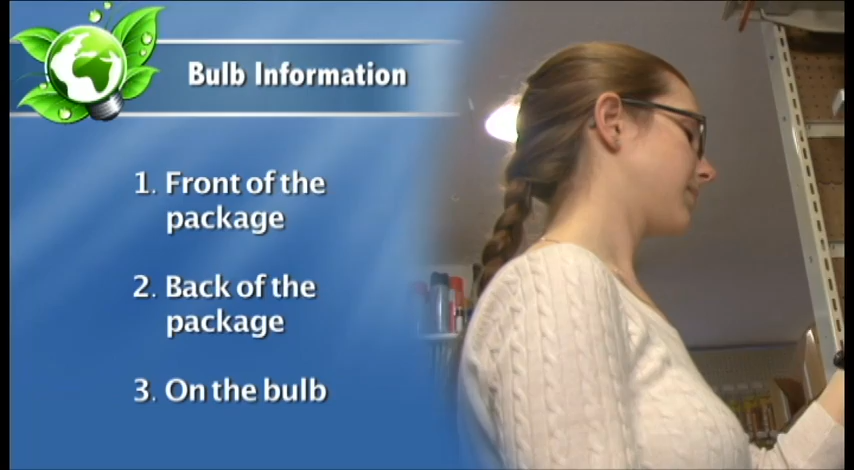 Bulb Information
1. Front of the
package
2. Back of the
package
3. On the bulb